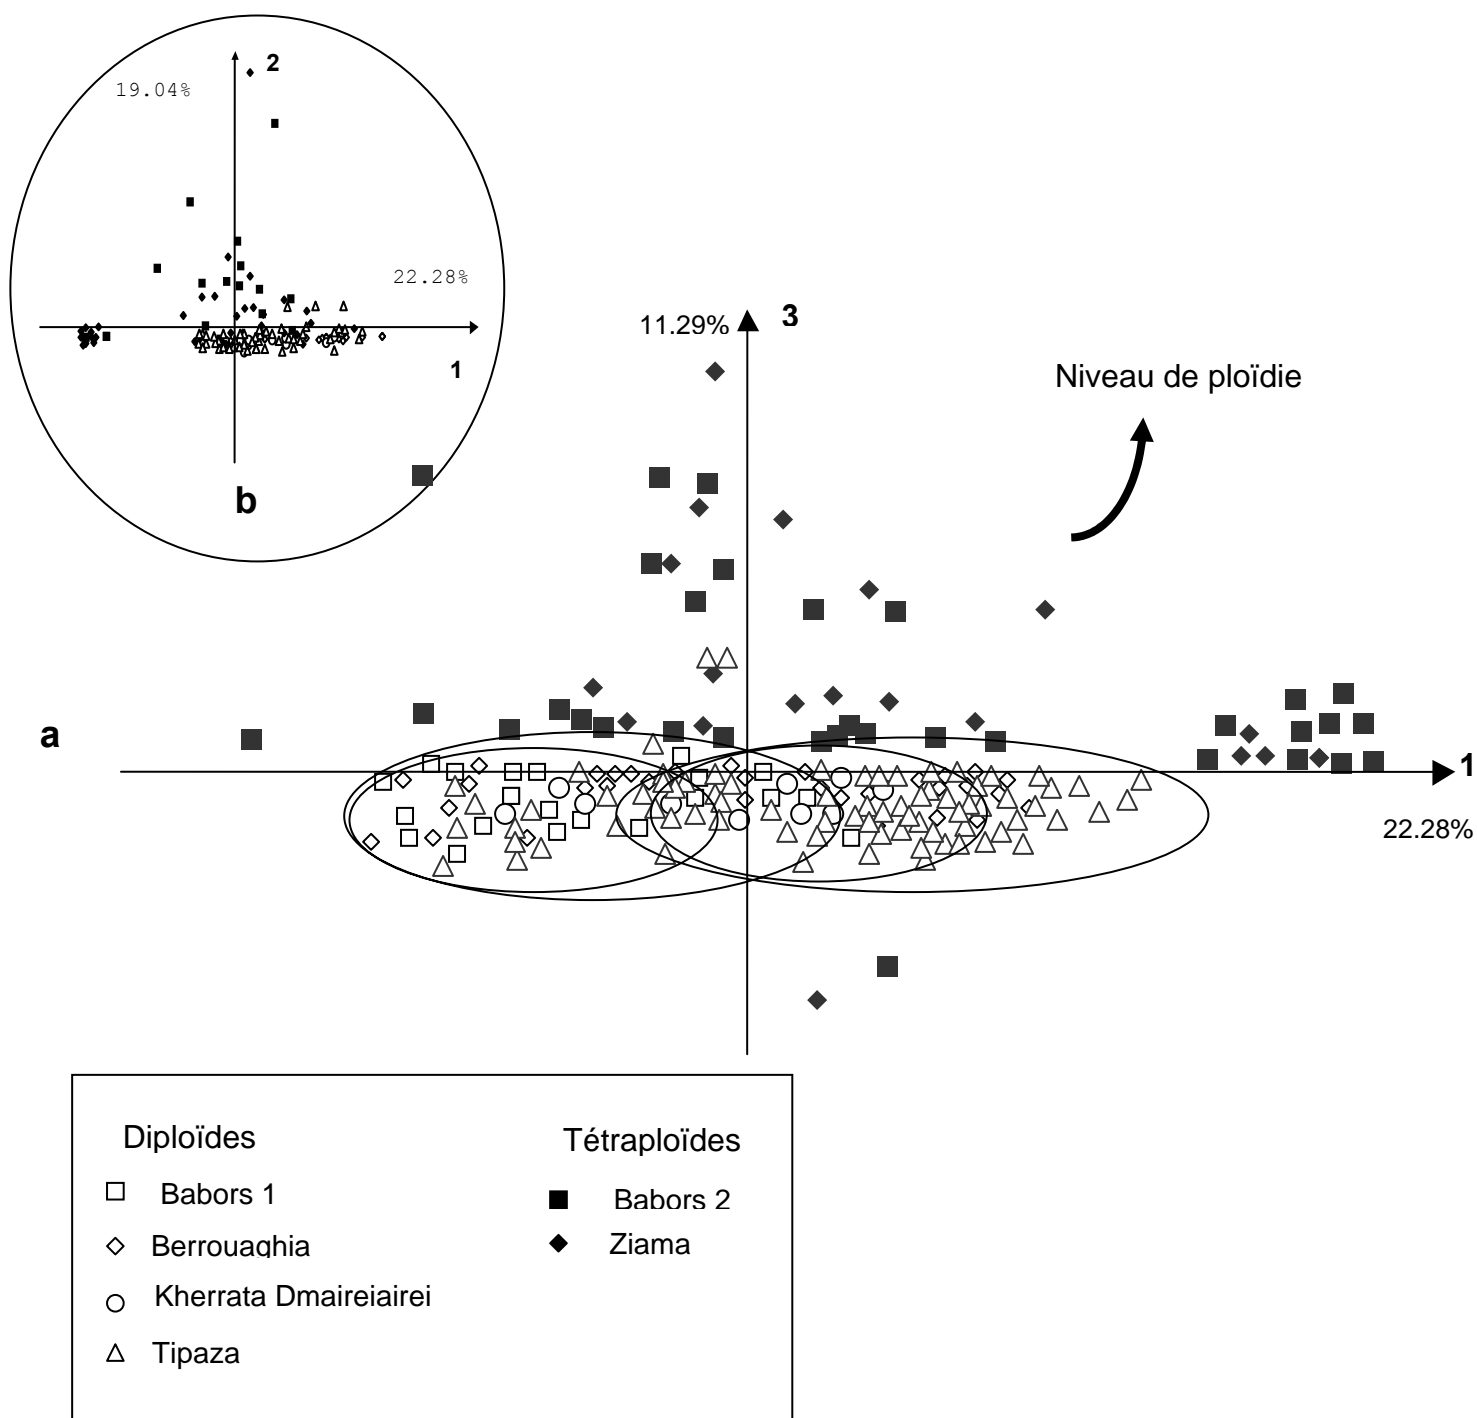 2
19.04%
22.28%
1
b
3
11.29%
Niveau de ploïdie
a
1
22.28%
Diploïdes
Tétraploïdes
Babors 1
Babors 2
Berrouaghia
Ziama
Kherrata Dmaireiairei
Tipaza